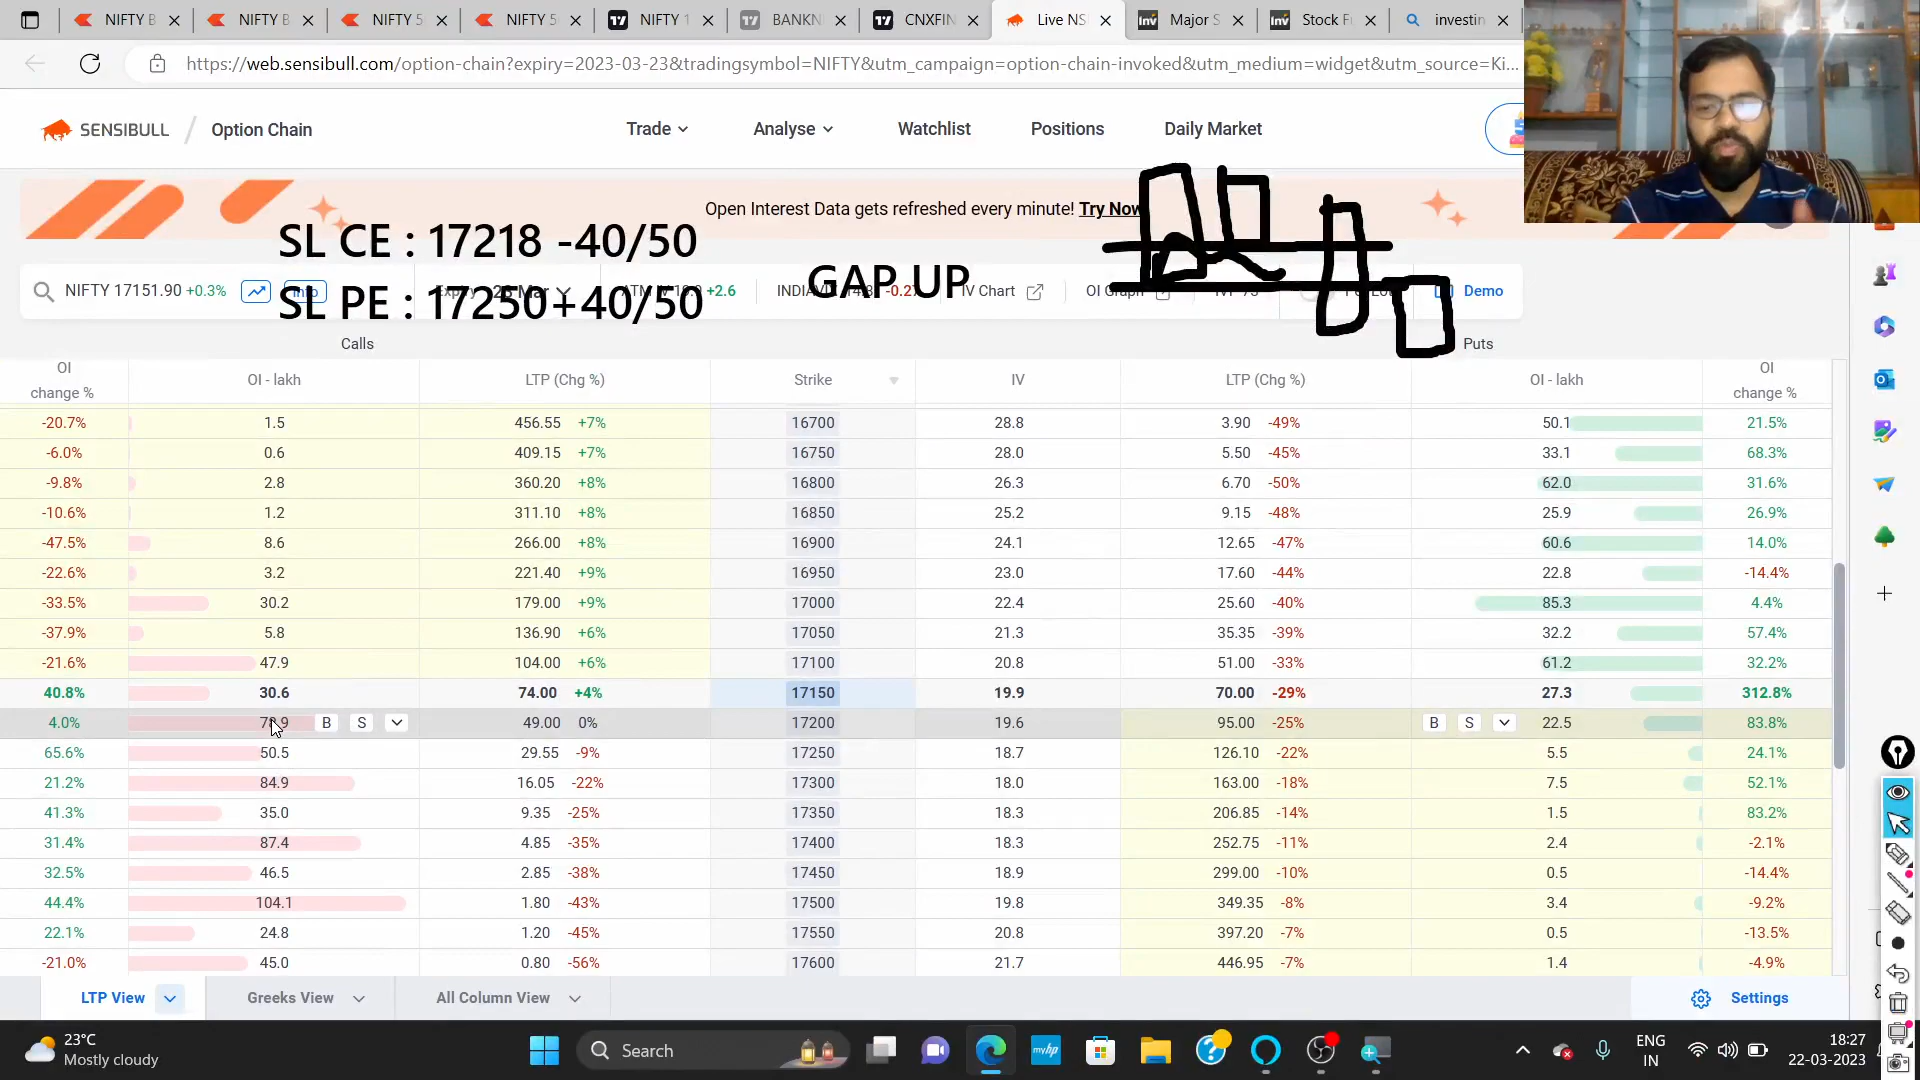 NIFTY B NIFTY B NIFTY 5 NIFTY 5 NIFTY 1 BANKN CNXFIN Live NS Major S Stock F investin
https://web.sensibull.com/option-chain?expiry=2023-03-23&tradingsymbol=NIFTY&utm_campaign=option-chain-invoked&utm_medium=widget&utm_source=Ki...
SENSIBULL / Option Chain Trade Analyse Watchlist Positions Daily Market
Open Interest Data gets refreshed every minute! Try Now
SL CE : 17218 -40/50
GAP UP
SL PE : 17250+40/50
NIFTY 17151.90 +0.3% Info +2.6 IV Chart Demo
Calls Puts
OI change % OI - lakh LTP (Chg %) Strike IV LTP (Chg %) OI - lakh OI change %
-20.7% 1.5 456.55 +7% 16700 28.8 3.90 -49% 50.1 21.5%
-6.0% 0.6 409.15 +7% 16750 28.0 5.50 -45% 33.1 68.3%
-9.8% 2.8 360.20 +8% 16800 26.3 6.70 -50% 62.0 31.6%
-10.6% 1.2 311.10 +8% 16850 25.2 9.15 -48% 25.9 26.9%
-47.5% 8.6 266.00 +8% 16900 24.1 12.65 -47% 60.6 14.0%
-22.6% 3.2 221.40 +9% 16950 23.0 17.60 -44% 22.8 -14.4%
-33.5% 30.2 179.00 +9% 17000 22.4 25.60 -40% 85.3 4.4%
-37.9% 5.8 136.90 +6% 17050 21.3 35.35 -39% 32.2 57.4%
-21.6% 47.9 104.00 +6% 17100 20.8 51.00 -33% 61.2 32.2%
40.8% 30.6 74.00 +4% 17150 19.9 70.00 -29% 27.3 312.8%
4.0% B S 49.00 0% 17200 19.6 95.00 -25% B S 22.5 83.8%
65.6% 50.5 29.55 -9% 17250 18.7 126.10 -22% 5.5 24.1%
21.2% 84.9 16.05 -22% 17300 18.0 163.00 -18% 7.5 52.1%
41.3% 35.0 9.35 -25% 17350 18.3 206.85 -14% 1.5 83.2%
31.4% 87.4 4.85 -35% 17400 18.3 252.75 -11% 2.4 -2.1%
32.5% 46.5 2.85 -38% 17450 18.9 299.00 -10% 0.5 -14.4%
44.4% 104.1 1.80 -43% 17500 19.8 349.35 -8% 3.4 -9.2%
22.1% 24.8 1.20 -45% 17550 20.8 397.20 -7% 0.5 -13.5%
-21.0% 45.0 0.80 -56% 17600 21.7 446.95 -7% 1.4 -4.9%
LTP View Greeks View All Column View Settings
23°C
Mostly cloudy
Search
myhp
ENG
IN
18:27
22-03-2023